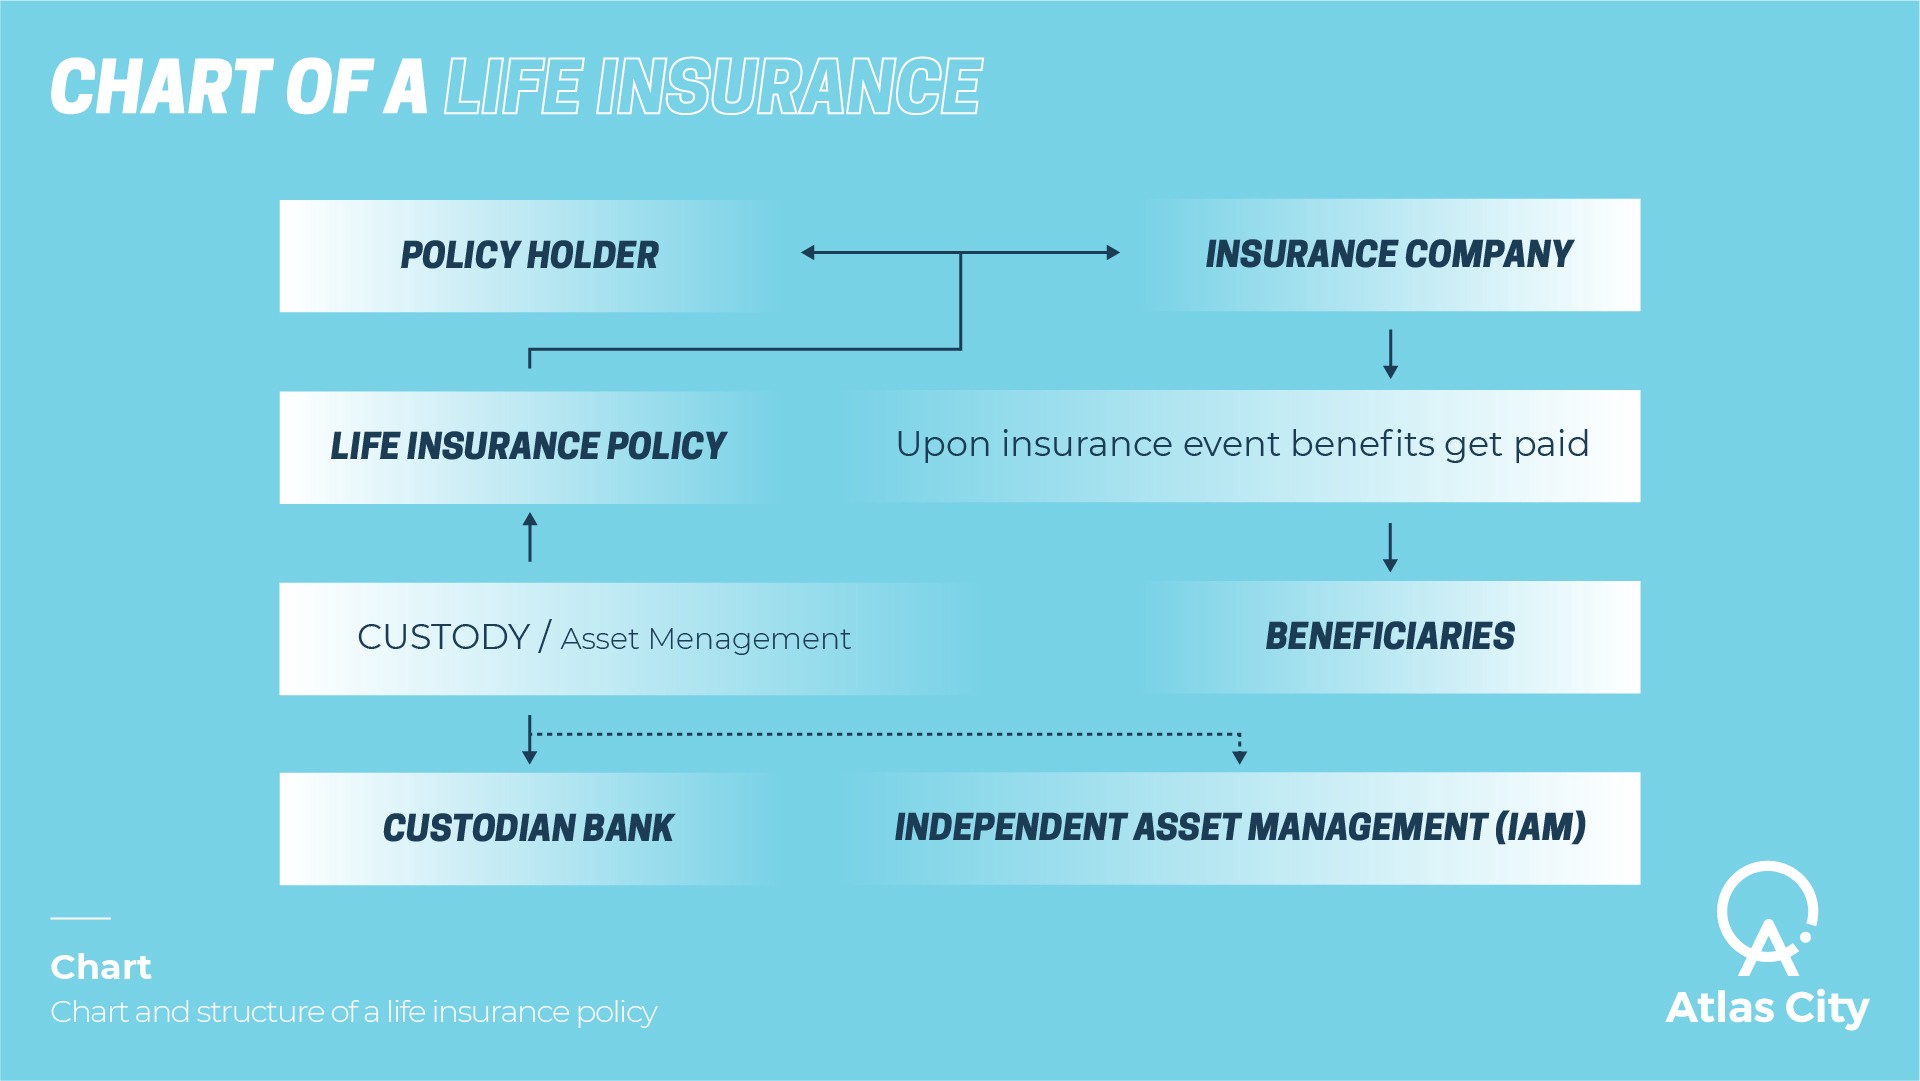 CHART OF A LIFE INSURANCE
POLICY HOLDER
INSURANCE COMPANY
LIFE INSURANCE POLICY
Upon insurance event benefits get paid
CUSTODY / Asset Menagement
BENEFICIARIES
CUSTODIAN BANK
INDEPENDENT ASSET MANAGEMENT (IAM)
Chart
Chart and structure of a life insurance policy
Atlas City